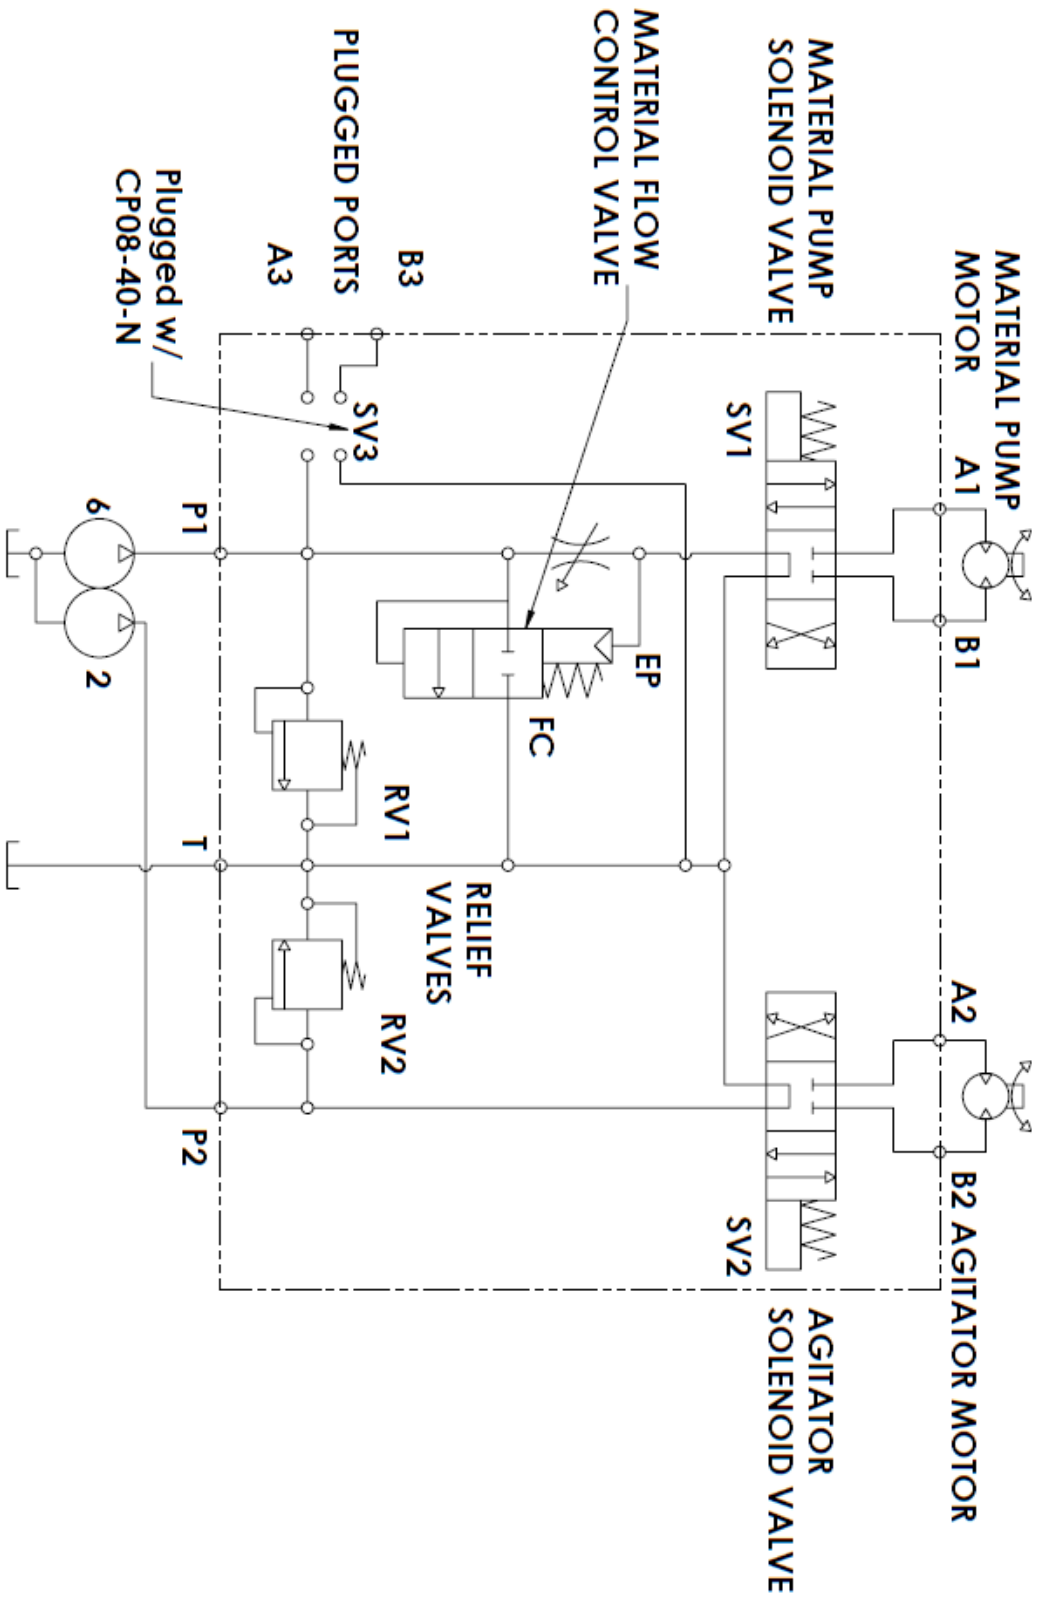 MATERIAL PUMP
MOTOR
A1
B1
A2
B2 AGITATOR MOTOR
MATERIAL PUMP
SOLENOID VALVE
SV1
SV2
AGITATOR
SOLENOID VALVE
MATERIAL FLOW
CONTROL VALVE
EP
FC
B3
PLUGGED PORTS
A3
SV3
RV1
RELIEF
VALVES
RV2
Plugged w/
CP08-40-N
P1
T
P2
6
2